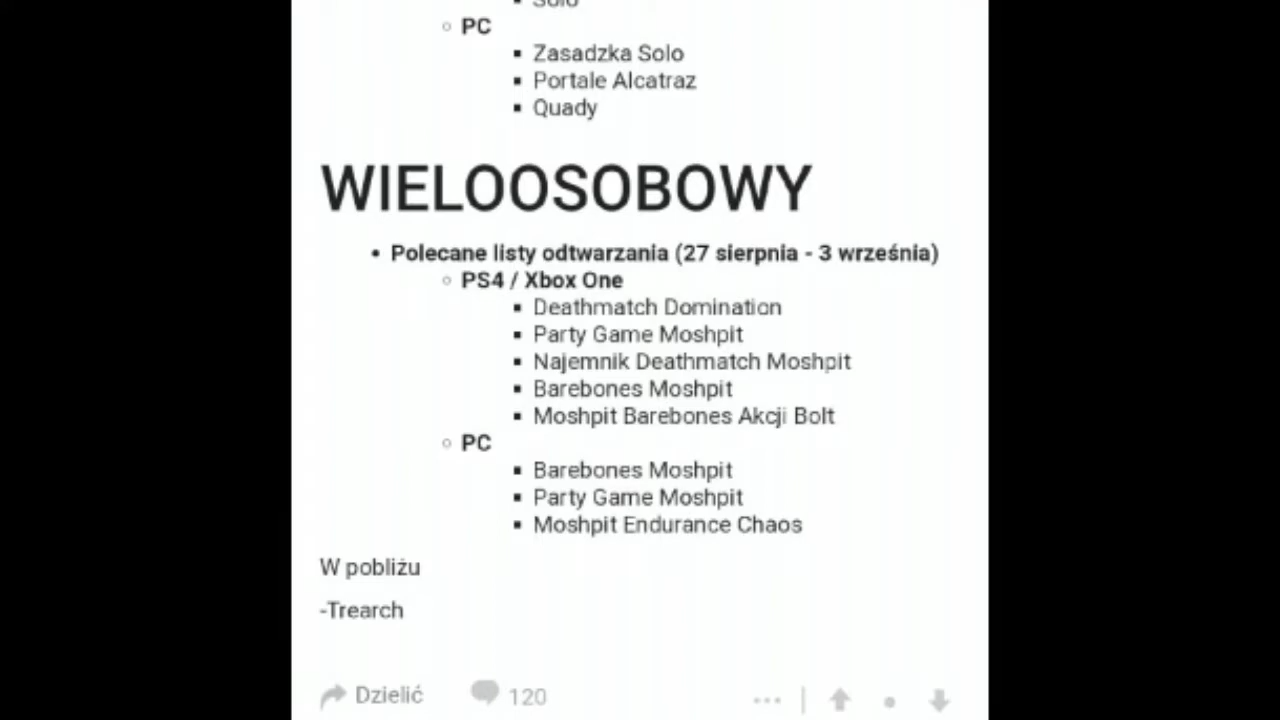 Solo
PC
Zasadzka Solo
Portale Alcatraz
Quady
WIELOOSOBOWY
Polecane listy odtwarzania (27 sierpnia - 3 września)
PS4 / Xbox One
Deathmatch Domination
Party Game Moshpit
Najemnik Deathmatch Moshpit
Barebones Moshpit
Moshpit Barebones Akcji Bolt
PC
Barebones Moshpit
Party Game Moshpit
Moshpit Endurance Chaos
W pobliżu
-Trearch
Dzielić 120